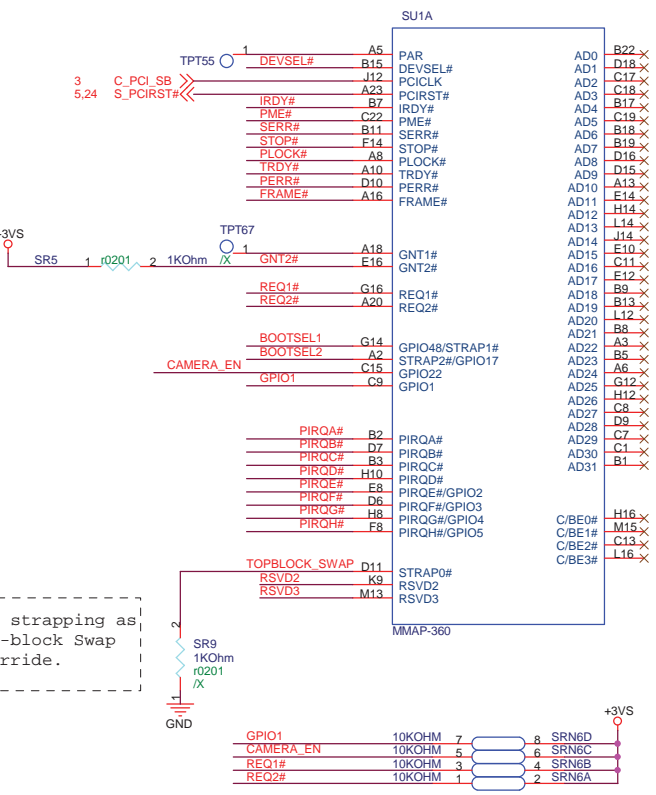 SU1A
TPT55 1 A5 PAR AD0 B22
DEVSEL# B15 DEVSEL# AD1 D18
3 C_PCI_SB J12 PCICLK AD2 C17
5,24 S_PCIRST# A23 PCIRST# AD3 C18
IRDY# B7 IRDY# AD4 B17
PME# C22 PME# AD5 C19
SERR# B11 SERR# AD6 B18
STOP# F14 STOP# AD7 B19
PLOCK# A8 PLOCK# AD8 D16
TRDY# A10 TRDY# AD9 D15
PERR# D10 PERR# AD10 A13
FRAME# A16 FRAME# AD11 E14
AD12 H14
AD13 L14
AD14 J14
+3VS TPT67 1 A18 GNT1# AD15 E10
SR5 1 r0201 2 1KOhm /X GNT2# E16 GNT2# AD16 C11
AD17 E12
REQ1# G16 REQ1# AD18 B9
REQ2# A20 REQ2# AD19 B13
AD20 L12
AD21 B8
BOOTSEL1 G14 GPIO48/STRAP1# AD22 A3
BOOTSEL2 A2 STRAP2#/GPIO17 AD23 B5
CAMERA_EN C15 GPIO22 AD24 A6
GPIO1 C9 GPIO1 AD25 G12
AD26 H12
AD27 C8
AD28 D9
PIRQA# B2 PIRQA# AD29 C7
PIRQB# D7 PIRQB# AD30 C1
PIRQC# B3 PIRQC# AD31 B1
PIRQD# H10 PIRQD#
PIRQE# E8 PIRQE#/GPIO2
PIRQF# D6 PIRQF#/GPIO3
PIRQG# H8 PIRQG#/GPIO4 C/BE0# H16
PIRQH# F8 PIRQH#/GPIO5 C/BE1# M15
C/BE2# C13
C/BE3# L16
TOPBLOCK_SWAP D11 STRAP0#
RSVD2 K9 RSVD2
RSVD3 M13 RSVD3
MMAP-360
strapping as
-block Swap
rride.
2
SR9
1KOhm
r0201
/X
1
GND
+3VS
GPIO1 10KOHM 7 8 SRN6D
CAMERA_EN 10KOHM 5 6 SRN6C
REQ1# 10KOHM 3 4 SRN6B
REQ2# 10KOHM 1 2 SRN6A